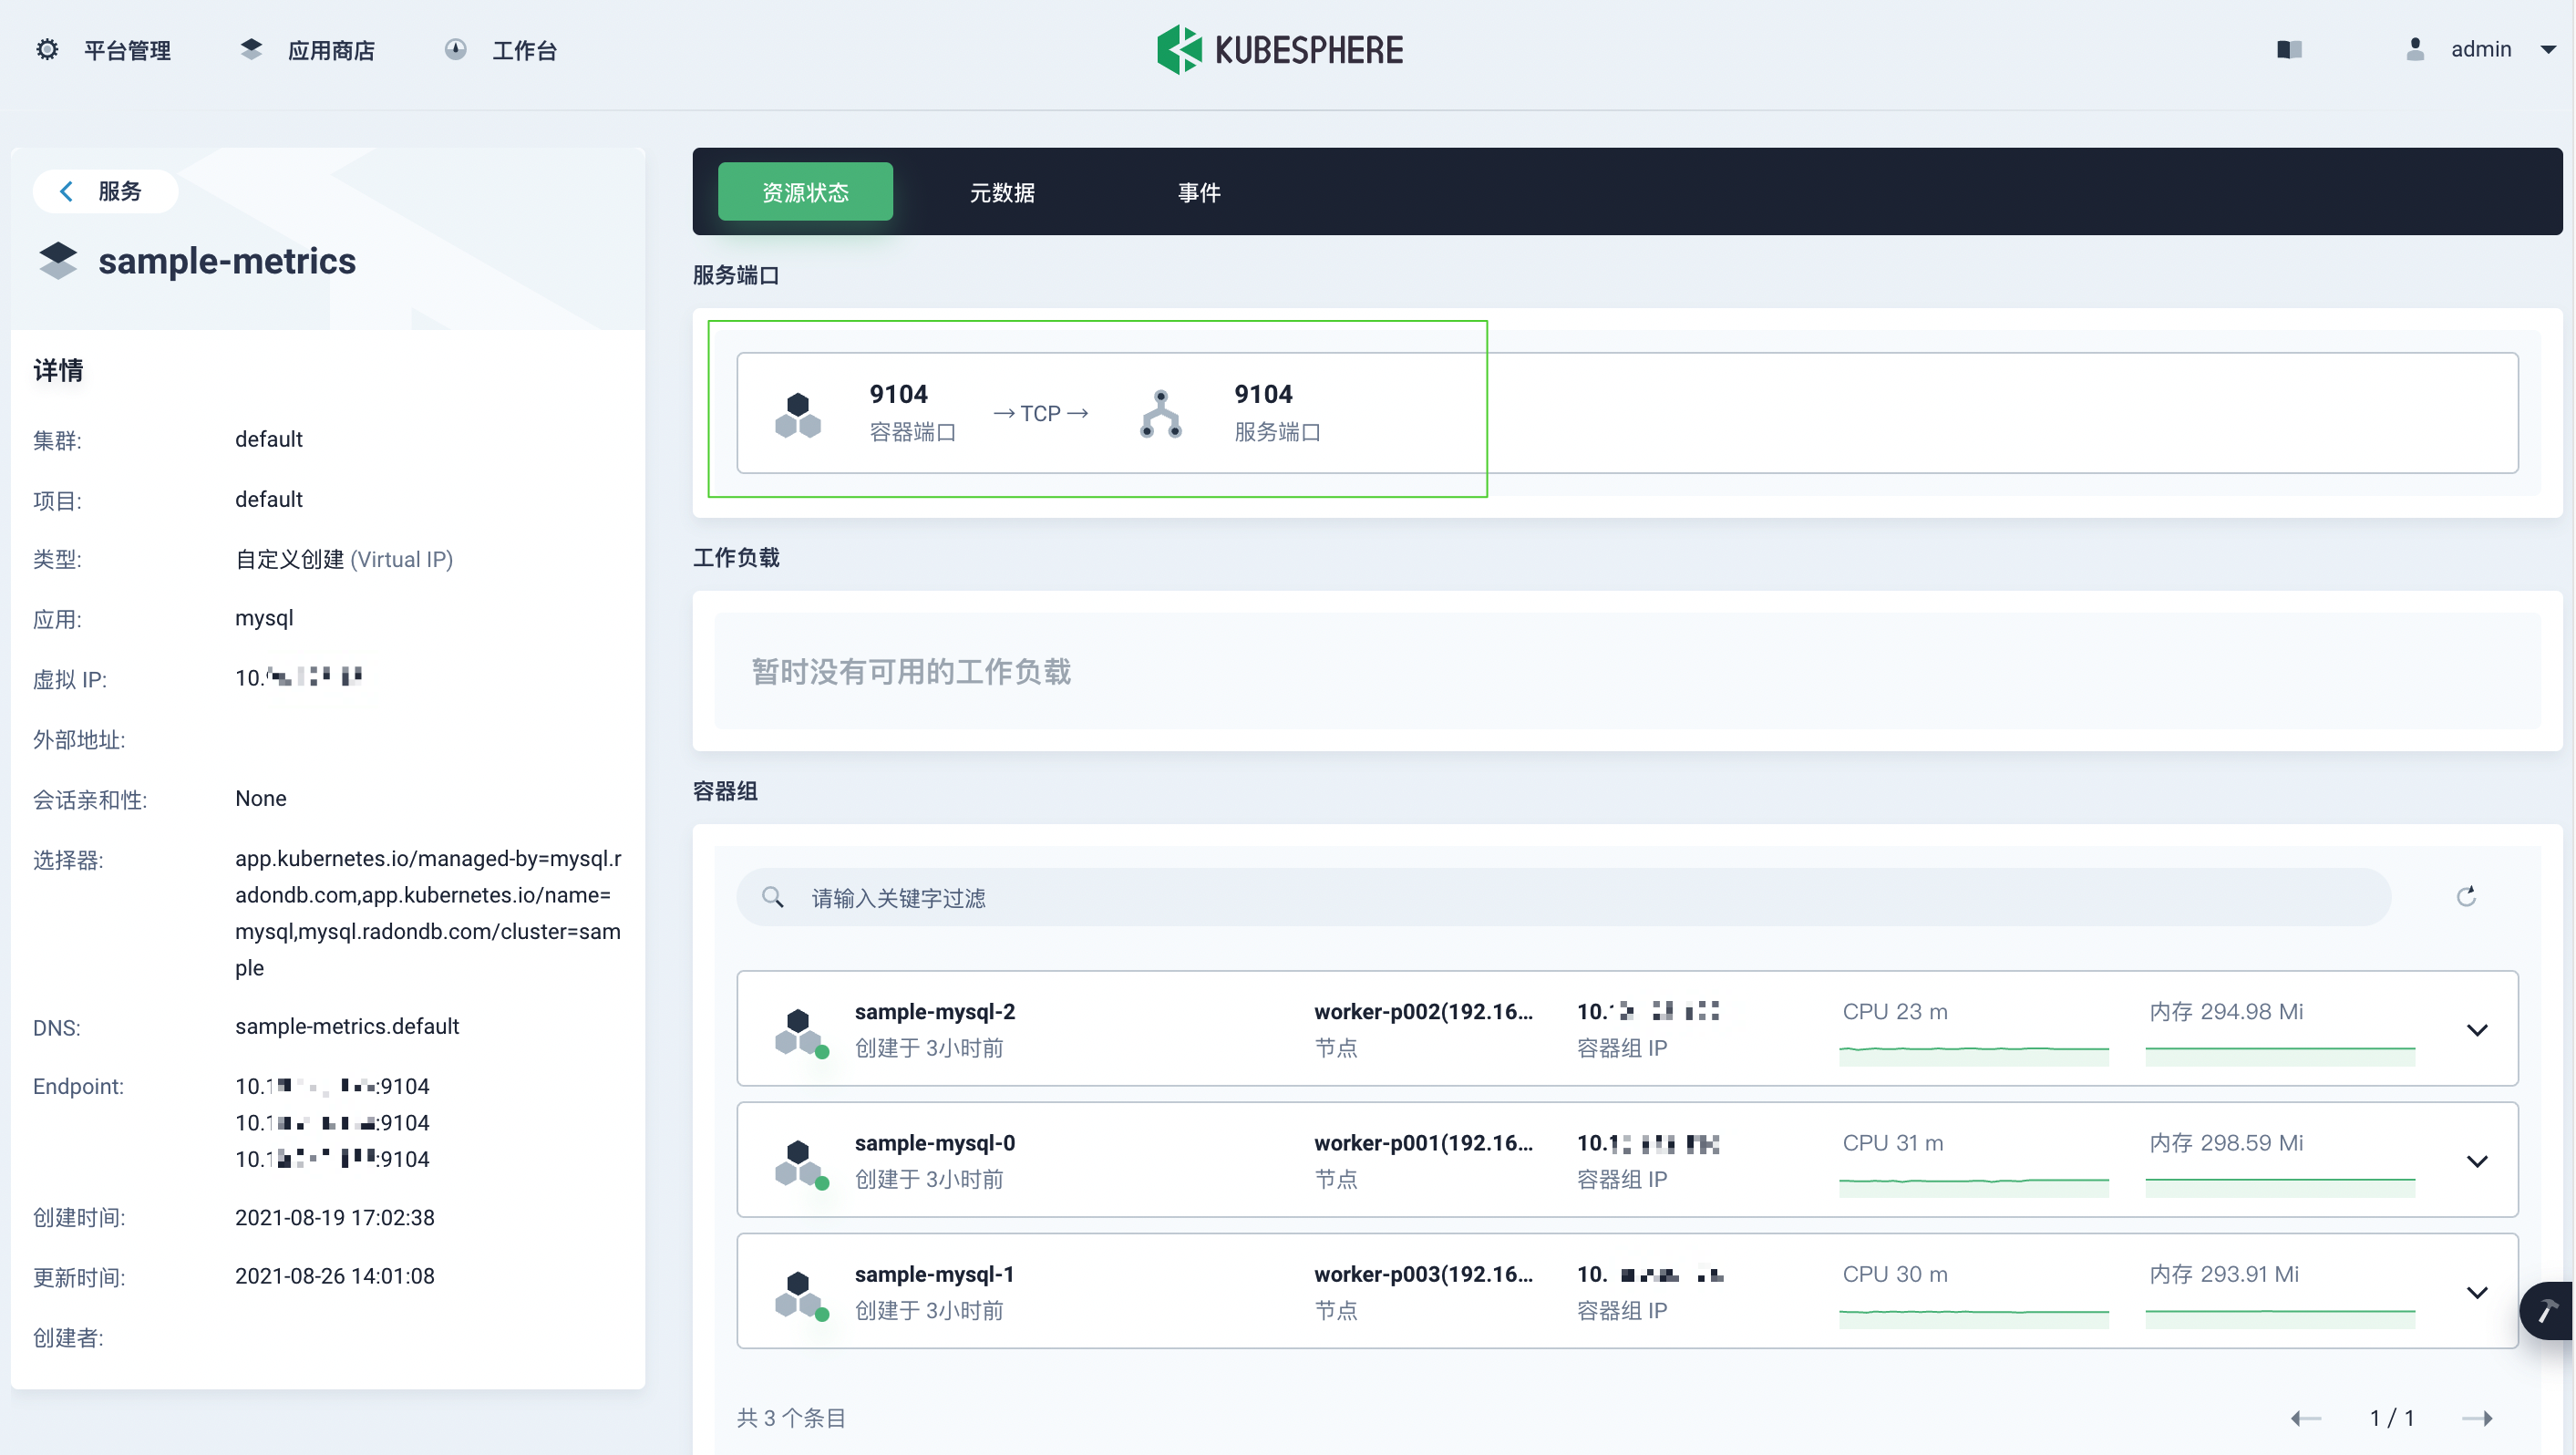 平台管理
应用商店
工作台
KUBESPHERE
admin
服务
sample-metrics
详情
集群:
default
项目:
default
类型:
自定义创建 (Virtual IP)
应用:
mysql
虚拟 IP:
10.
外部地址:
会话亲和性:
None
选择器:
app.kubernetes.io/managed-by=mysql.r
adondb.com,app.kubernetes.io/name=
mysql,mysql.radondb.com/cluster=sam
ple
DNS:
sample-metrics.default
Endpoint:
10.1 :9104
10.1 :9104
10.1 :9104
创建时间:
2021-08-19 17:02:38
更新时间:
2021-08-26 14:01:08
创建者:
资源状态
元数据
事件
服务端口
9104
容器端口
→ TCP →
9104
服务端口
工作负载
暂时没有可用的工作负载
容器组
请输入关键字过滤
sample-mysql-2
创建于 3小时前
worker-p002(192.16...
节点
10.
容器组 IP
CPU 23 m
内存 294.98 Mi
sample-mysql-0
创建于 3小时前
worker-p001(192.16...
节点
10.1
容器组 IP
CPU 31 m
内存 298.59 Mi
sample-mysql-1
创建于 3小时前
worker-p003(192.16...
节点
10.
容器组 IP
CPU 30 m
内存 293.91 Mi
共 3 个条目
1 / 1